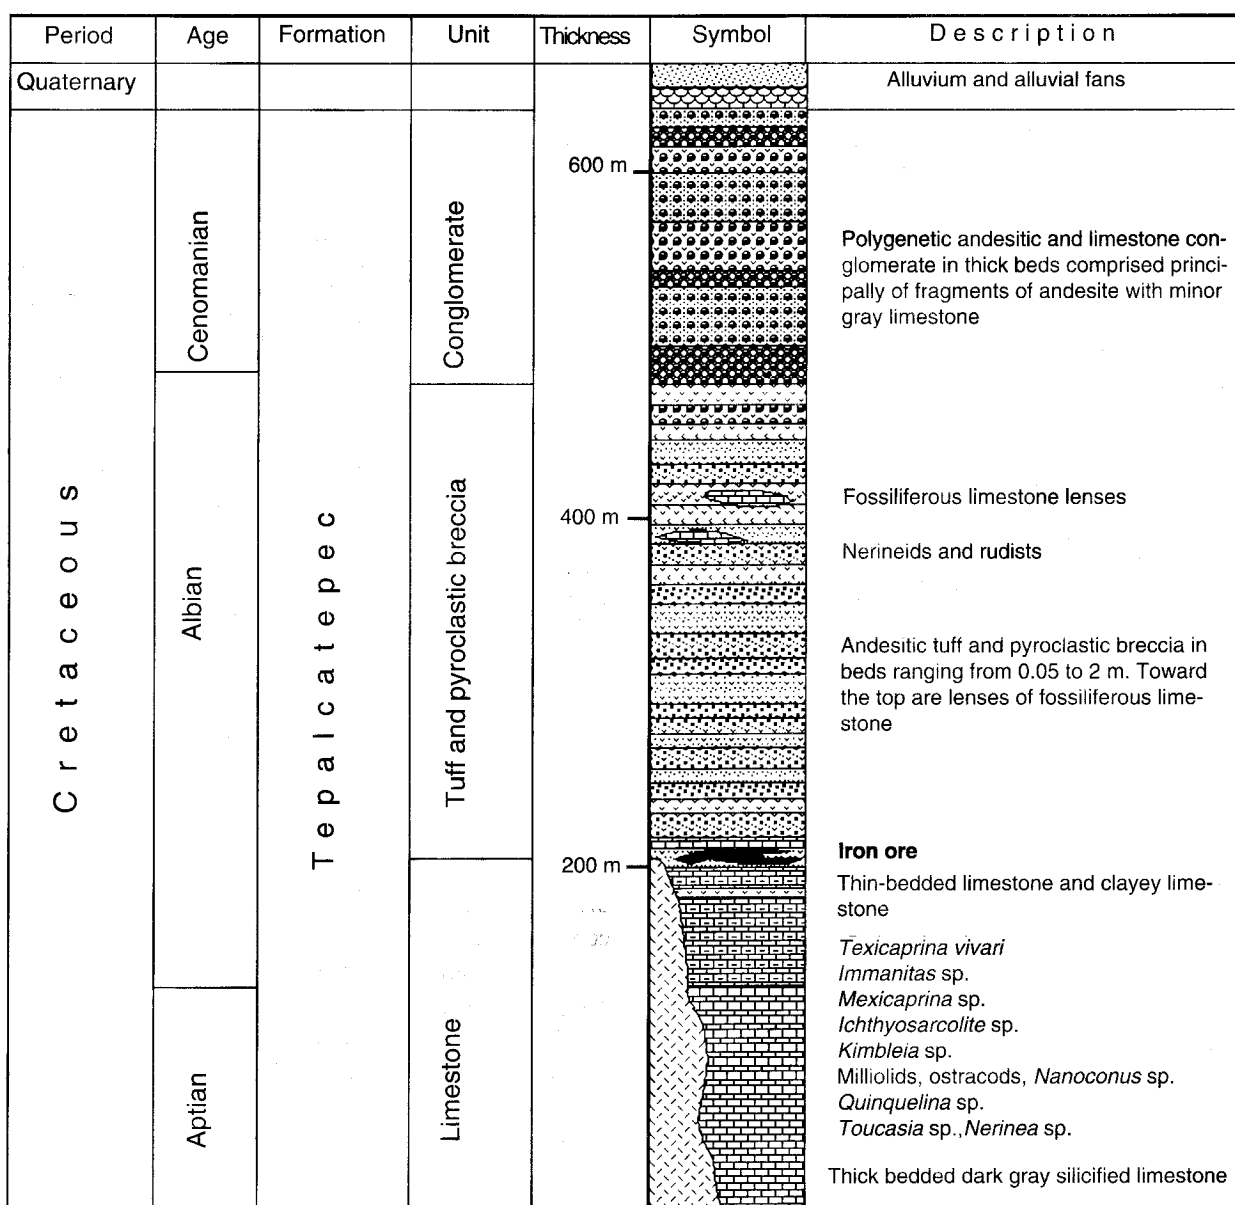 Period Age Formation Unit Thickness Symbol Description
Quaternary
Alluvium and alluvial fans
Cretaceous
Cenomanian
Albian
Aptian
Tepalcatepec
Conglomerate
Tuff and pyroclastic breccia
Limestone
600 m
400 m
200 m
Polygenetic andesitic and limestone con-
glomerate in thick beds comprised princi-
pally of fragments of andesite with minor
gray limestone
Fossiliferous limestone lenses
Nerineids and rudists
Andesitic tuff and pyroclastic breccia in
beds ranging from 0.05 to 2 m. Toward
the top are lenses of fossiliferous lime-
stone
Iron ore
Thin-bedded limestone and clayey lime-
stone
Texicaprina vivari
Immanitas sp.
Mexicaprina sp.
Ichthyosarcolite sp.
Kimbleia sp.
Milliolids, ostracods, Nanoconus sp.
Quinquelina sp.
Toucasia sp.,Nerinea sp.
Thick bedded dark gray silicified limestone